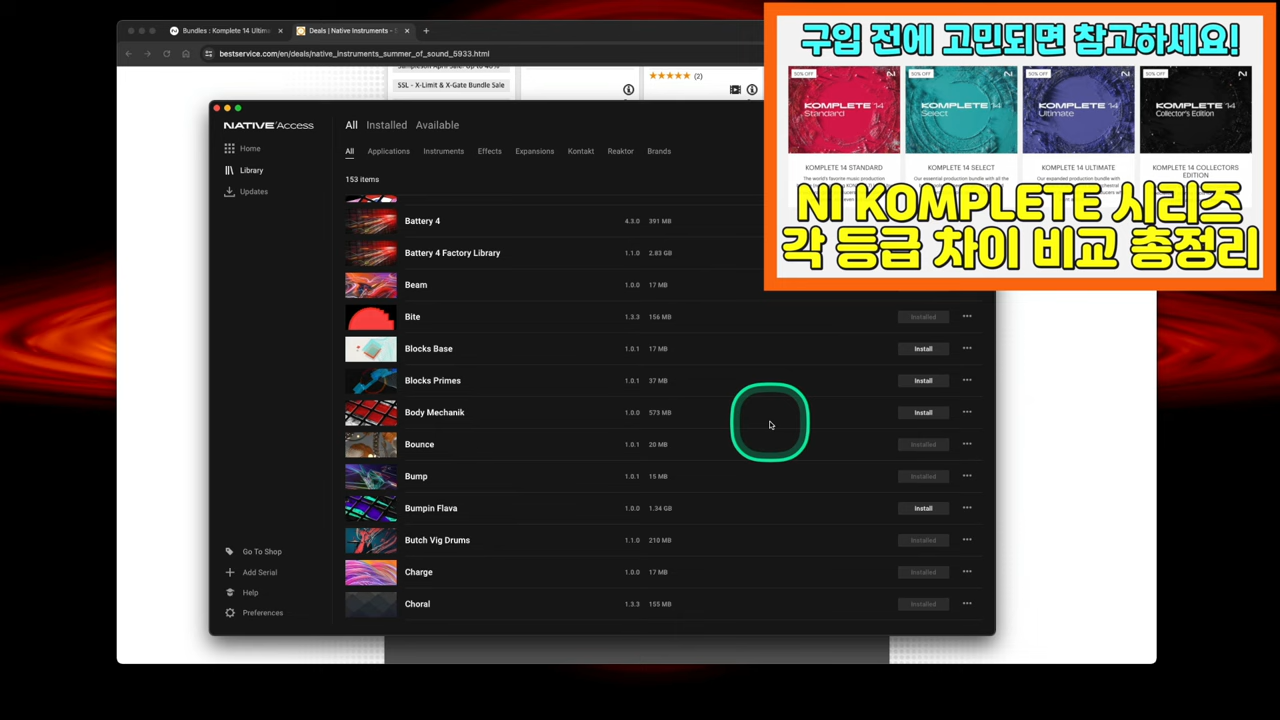 Bundles : Komplete 14 Ultim
Deals | Native Instruments -
bestservice.com/en/deals/native_instruments_summer_of_sound_5933.html
SSL - X-Limit & X-Gate Bundle Sale
(2)
구입 전에 고민되면 참고하세요!
50% OFF
50% OFF
50% OFF
50% OFF
KOMPLETE 14
Standard
KOMPLETE 14
Select
KOMPLETE 14
Ultimate
KOMPLETE 14
Collector's Edition
KOMPLETE 14 STANDARD
KOMPLETE 14 SELECT
KOMPLETE 14 ULTIMATE
KOMPLETE 14 COLLECTORS
EDITION
NI KOMPLETE 시리즈
각 등급 차이 비교 총정리
NATIVE Access
Home
Library
Updates
Go To Shop
Add Serial
Help
Preferences
All Installed Available
All Applications Instruments Effects Expansions Kontakt Reaktor Brands
153 items
Battery 4 4.3.0 391 MB
Battery 4 Factory Library 1.1.0 2.83 GB
Beam 1.0.0 17 MB
Bite 1.3.3 156 MB Installed
Blocks Base 1.0.1 17 MB Install
Blocks Primes 1.0.1 37 MB Install
Body Mechanik 1.0.0 573 MB Install
Bounce 1.0.1 20 MB Installed
Bump 1.0.1 15 MB Installed
Bumpin Flava 1.0.0 1.34 GB Install
Butch Vig Drums 1.1.0 210 MB Installed
Charge 1.0.0 17 MB Installed
Choral 1.3.3 155 MB Installed